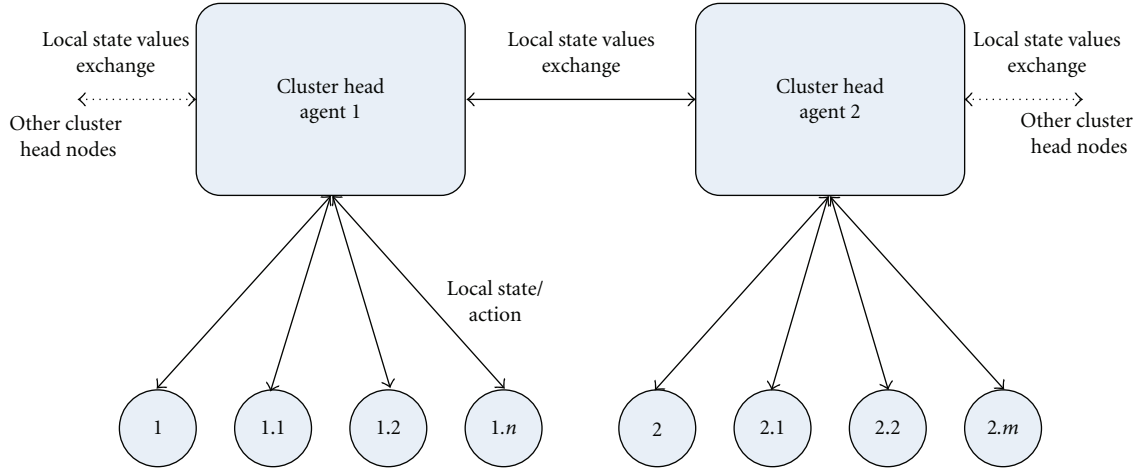 Local state values
exchange
Other cluster
head nodes
Cluster head
agent 1
Local state values
exchange
Cluster head
agent 2
Local state values
exchange
Other cluster
head nodes
Local state/
action
1
1.1
1.2
1.n
2
2.1
2.2
2.m